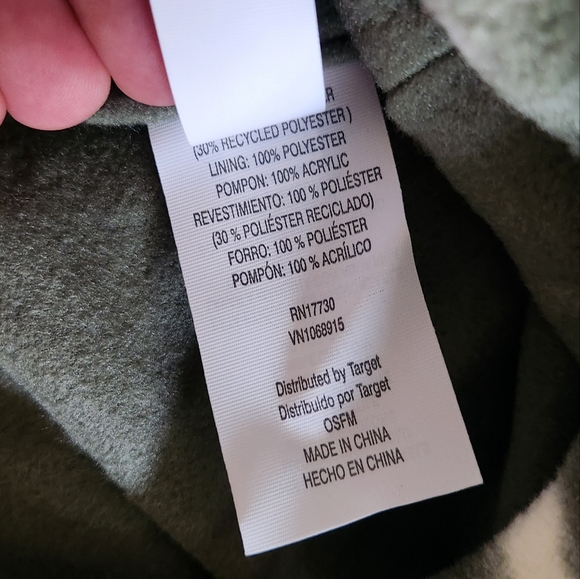 R
(30% RECYCLED POLYESTER )
LINING: 100% POLYESTER
POMPON: 100% ACRYLIC
REVESTIMIENTO: 100 % POLIÉSTER
(30 % POLIÉSTER RECICLADO)
FORRO: 100 % POLIÉSTER
POMPÓN: 100 % ACRÍLICO
RN17730
VN1068915
Distributed by Target
Distribuido por Target
OSFM
MADE IN CHINA
HECHO EN CHINA